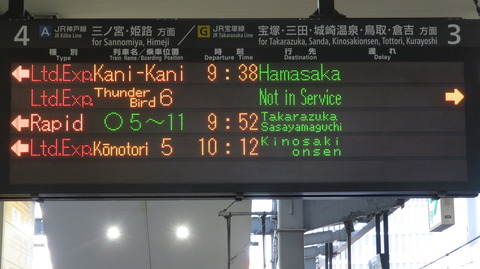 4 A JR神戸線 三ノ宮・姫路 方面 G JR宝塚線 宝塚・三田・城崎温泉・鳥取・倉吉 方面 3
JR Kobe Line for Sannomiya, Himeji JR Takarazuka Line for Takarazuka, Sanda, Kinosakionsen, Tottori, Kurayoshi
種別 列車名/乗車位置 時刻 行先 遅れ
Type Train Name/Boarding Position Departure Time Destination Delay
Ltd.Exp. Kani-Kani 9:38 Hamasaka
Ltd.Exp. Thunder Bird 6 Not in Service
Rapid ○5～11 9:52 Takarazuka Sasayamaguchi
Ltd.Exp. Kōnotori 5 10:12 Kinosaki onsen